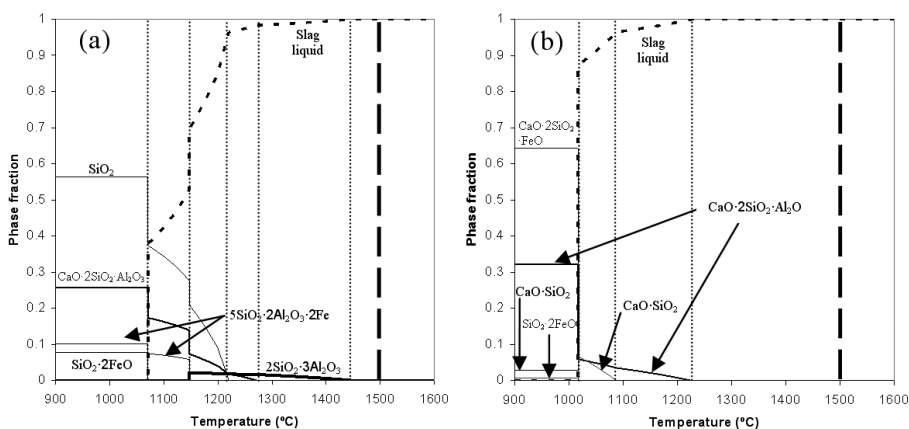 (a)
Slag
liquid
SiO2
CaO·2SiO2·Al2O3
5SiO2·2Al2O3·2Fe
SiO2·2FeO
2SiO2·3Al2O3
Phase fraction
1
0.9
0.8
0.7
0.6
0.5
0.4
0.3
0.2
0.1
0
900 1000 1100 1200 1300 1400 1500 1600
Temperature (ºC)
(b)
Slag
liquid
CaO·2SiO2
·FeO
CaO·2SiO2·Al2O
CaO·SiO2
CaO·SiO2
SiO2·2FeO
Phase fraction
1
0.9
0.8
0.7
0.6
0.5
0.4
0.3
0.2
0.1
0
900 1000 1100 1200 1300 1400 1500 1600
Temperature (ºC)